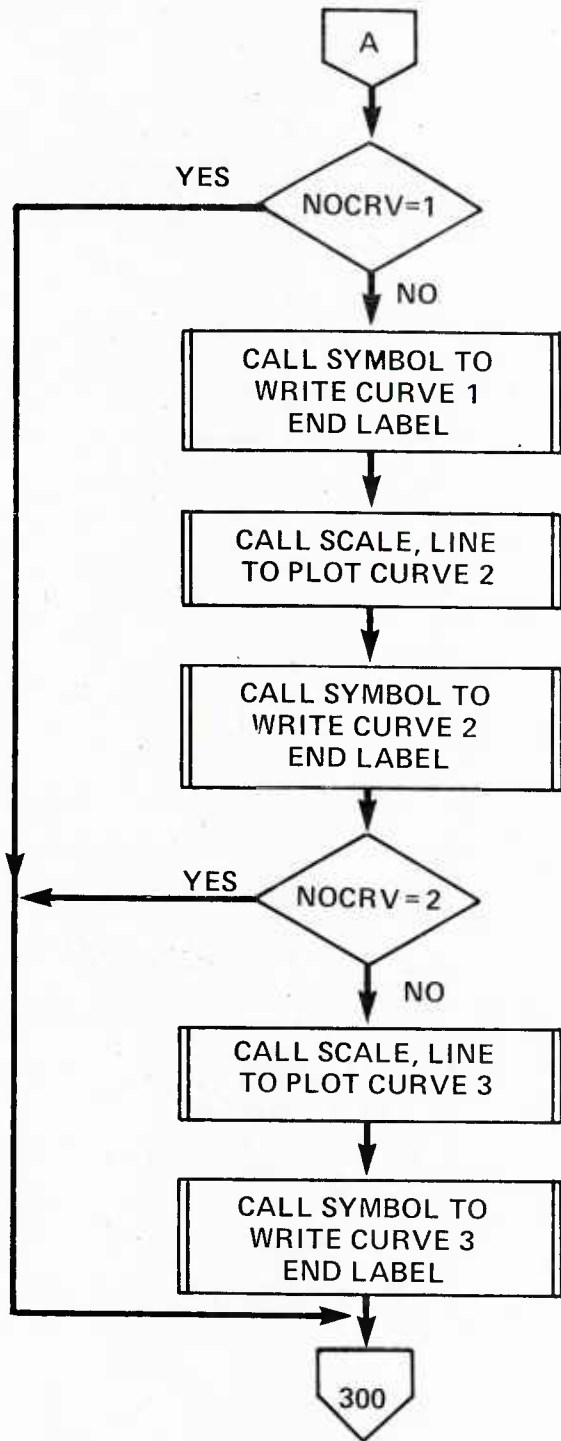 A
YES
NOCRV=1
NO
CALL SYMBOL TO
WRITE CURVE 1
END LABEL
CALL SCALE, LINE
TO PLOT CURVE 2
CALL SYMBOL TO
WRITE CURVE 2
END LABEL
YES
NOCRV=2
NO
CALL SCALE, LINE
TO PLOT CURVE 3
CALL SYMBOL TO
WRITE CURVE 3
END LABEL
300